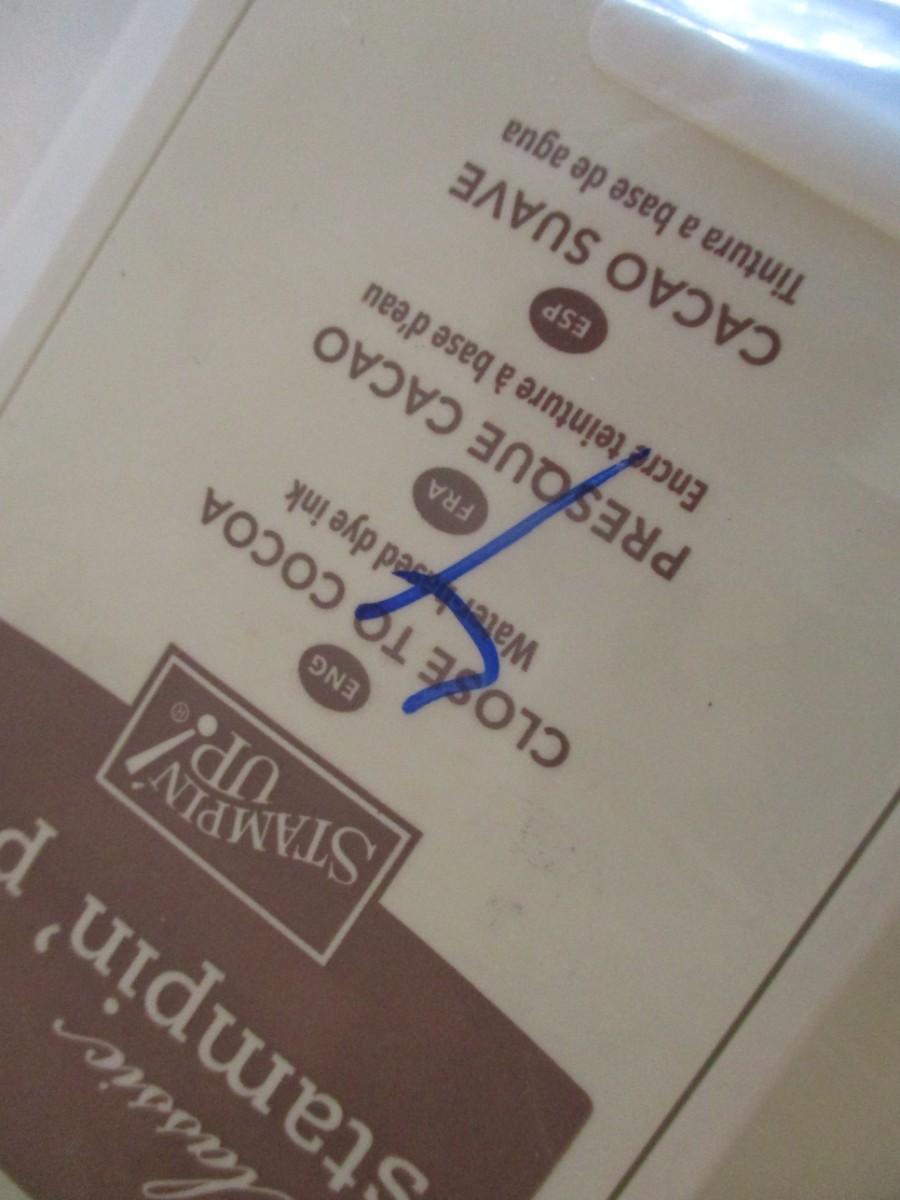 Classic
stampin' p
STAMPIN'
UP!®
ENG
CLOSE TO COCOA
Water based dye ink
FRA
PRESQUE CACAO
Encre teinture à base d'eau
ESP
CACAO SUAVE
Tintura a base de agua